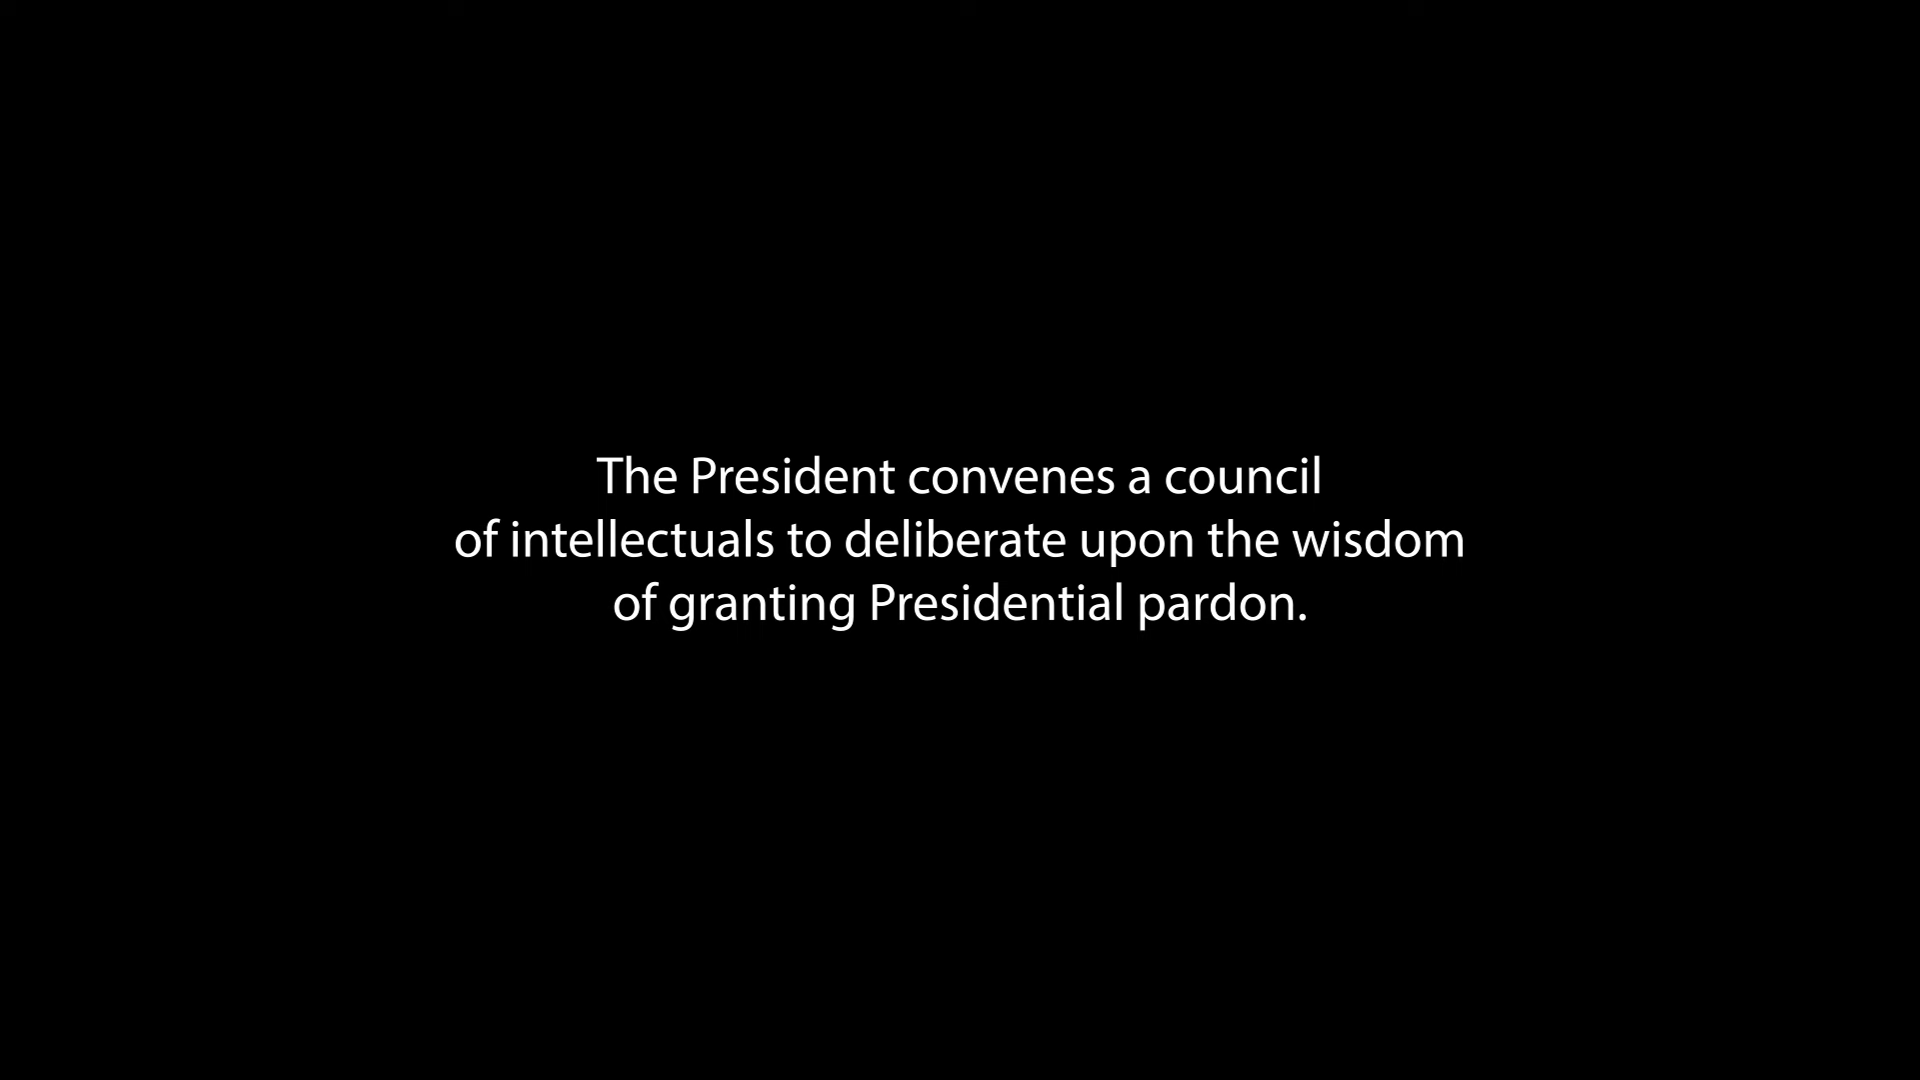 The President convenes a council
of intellectuals to deliberate upon the wisdom
of granting Presidential pardon.